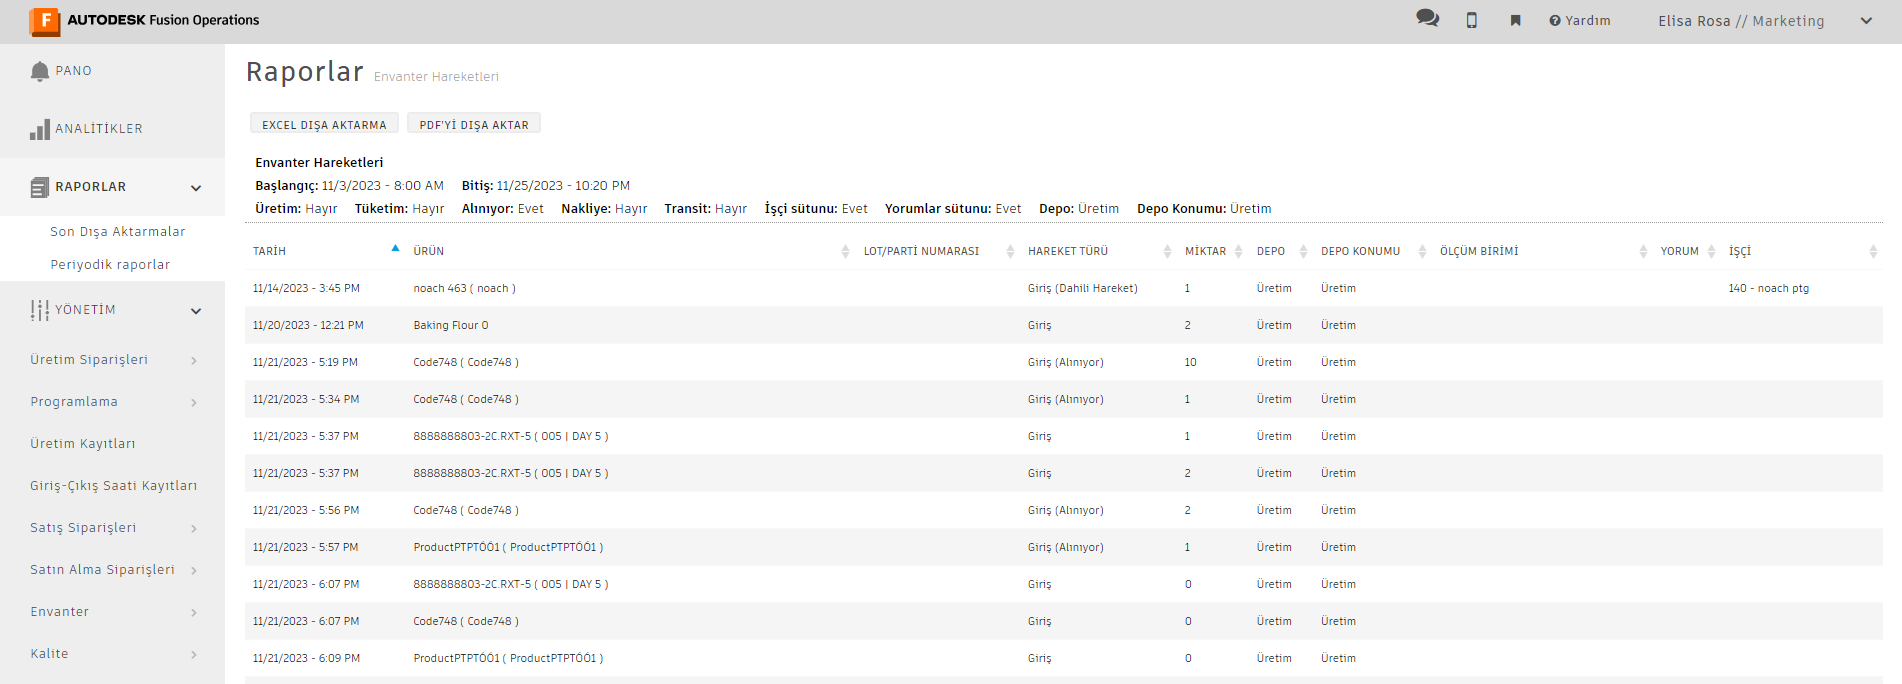 AUTODESK Fusion Operations
Yardım
Elisa Rosa // Marketing
PANO
ANALİTİKLER
RAPORLAR
Son Dışa Aktarmalar
Periyodik raporlar
YÖNETİM
Üretim Siparişleri
Programlama
Üretim Kayıtları
Giriş-Çıkış Saati Kayıtları
Satış Siparişleri
Satın Alma Siparişleri
Envanter
Kalite
Raporlar Envanter Hareketleri
EXCEL DIŞA AKTARMA PDF'Yİ DIŞA AKTAR
Envanter Hareketleri
Başlangıç: 11/3/2023 - 8:00 AM Bitiş: 11/25/2023 - 10:20 PM
Üretim: Hayır Tüketim: Hayır Alınıyor: Evet Nakliye: Hayır Transit: Hayır İşçi sütunu: Evet Yorumlar sütunu: Evet Depo: Üretim Depo Konumu: Üretim
TARİH ÜRÜN LOT/PARTİ NUMARASI HAREKET TÜRÜ MİKTAR DEPO DEPO KONUMU ÖLÇÜM BİRİMİ YORUM İŞÇİ
11/14/2023 - 3:45 PM noach 463 ( noach ) Giriş (Dahili Hareket) 1 Üretim Üretim 140 - noach ptg
11/20/2023 - 12:21 PM Baking Flour 0 Giriş 2 Üretim Üretim
11/21/2023 - 5:19 PM Code748 ( Code748 ) Giriş (Alınıyor) 10 Üretim Üretim
11/21/2023 - 5:34 PM Code748 ( Code748 ) Giriş (Alınıyor) 1 Üretim Üretim
11/21/2023 - 5:37 PM 8888888803-2C.RXT-5 ( 005 | DAY 5 ) Giriş 1 Üretim Üretim
11/21/2023 - 5:37 PM 8888888803-2C.RXT-5 ( 005 | DAY 5 ) Giriş 2 Üretim Üretim
11/21/2023 - 5:56 PM Code748 ( Code748 ) Giriş (Alınıyor) 2 Üretim Üretim
11/21/2023 - 5:57 PM ProductPTPTÓÔ1 ( ProductPTPTÓÔ1 ) Giriş (Alınıyor) 1 Üretim Üretim
11/21/2023 - 6:07 PM 8888888803-2C.RXT-5 ( 005 | DAY 5 ) Giriş 0 Üretim Üretim
11/21/2023 - 6:07 PM Code748 ( Code748 ) Giriş 0 Üretim Üretim
11/21/2023 - 6:09 PM ProductPTPTÓÔ1 ( ProductPTPTÓÔ1 ) Giriş 0 Üretim Üretim